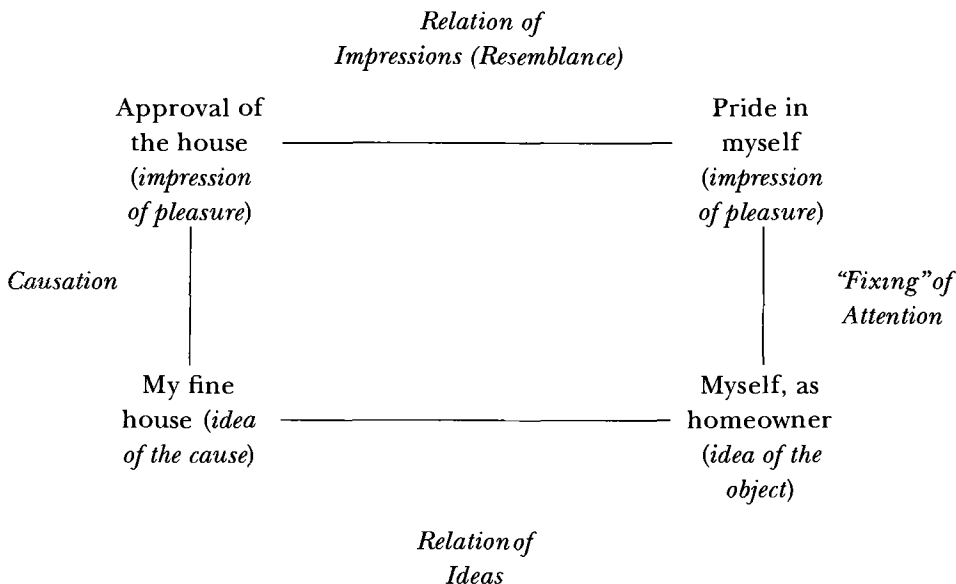 Relation of
Impressions (Resemblance)
Approval of
the house
(impression
of pleasure)
Pride in
myself
(impression
of pleasure)
Causation
“Fixing” of
Attention
My fine
house (idea
of the cause)
Myself, as
homeowner
(idea of the
object)
Relation of
Ideas